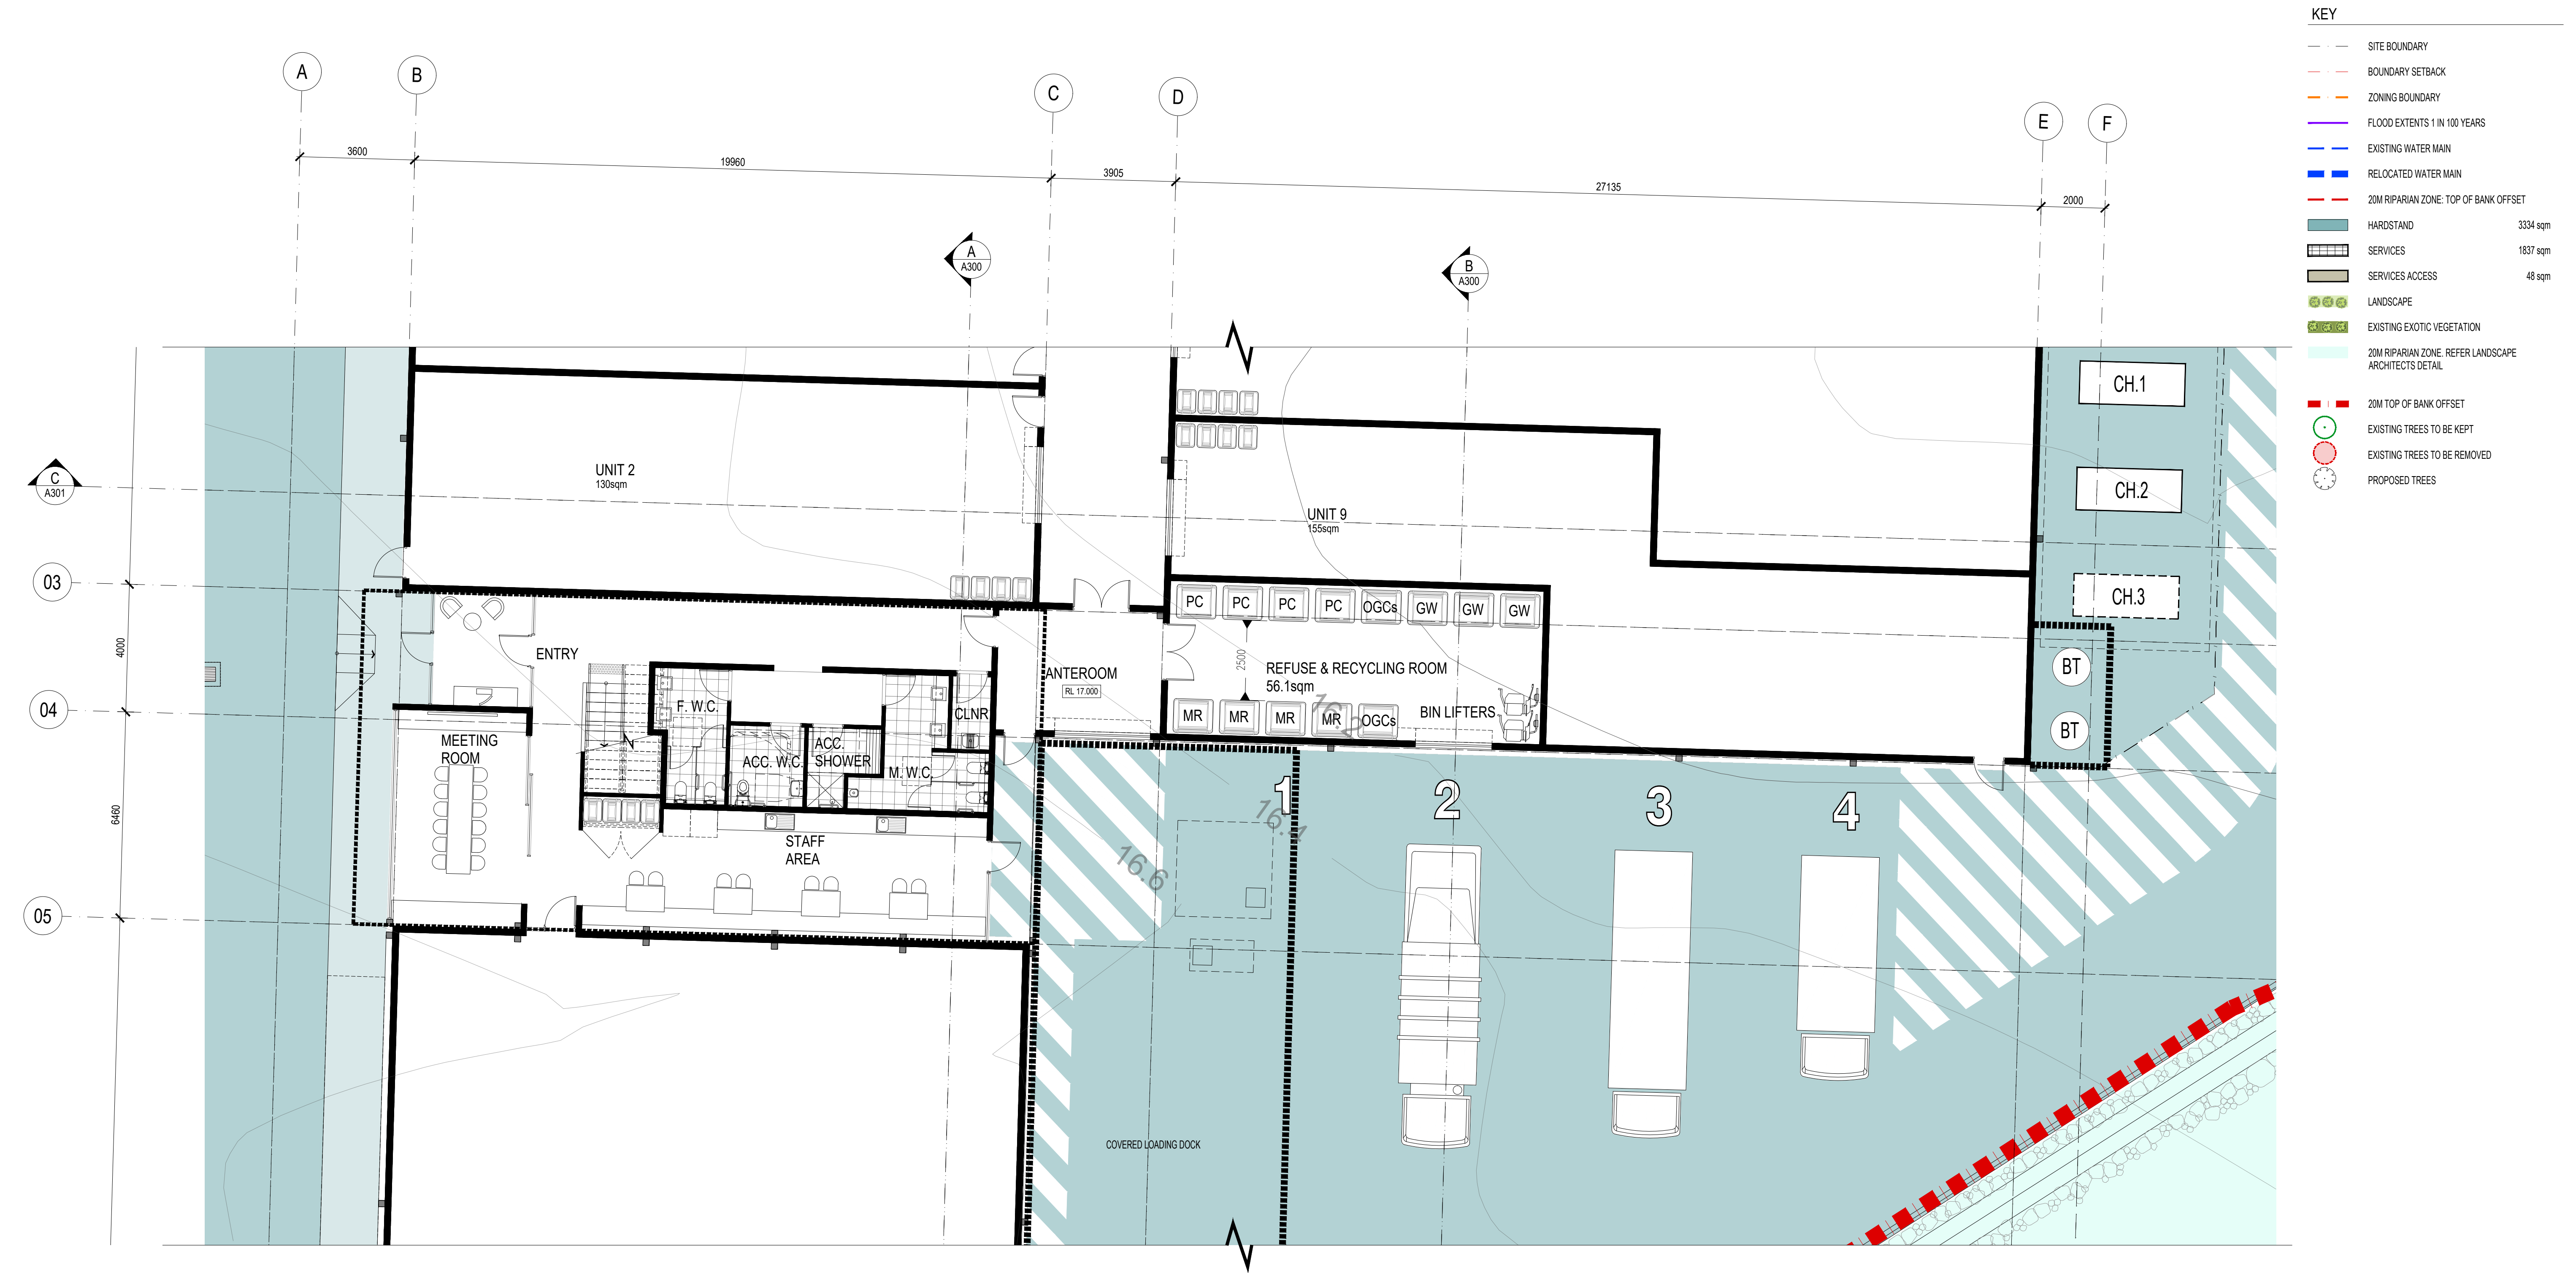 KEY
SITE BOUNDARY
BOUNDARY SETBACK
ZONING BOUNDARY
FLOOD EXTENTS 1 IN 100 YEARS
EXISTING WATER MAIN
RELOCATED WATER MAIN
20M RIPARIAN ZONE: TOP OF BANK OFFSET
HARDSTAND 3334 sqm
SERVICES 1837 sqm
SERVICES ACCESS 48 sqm
LANDSCAPE
EXISTING EXOTIC VEGETATION
20M RIPARIAN ZONE. REFER LANDSCAPE
ARCHITECTS DETAIL
20M TOP OF BANK OFFSET
EXISTING TREES TO BE KEPT
EXISTING TREES TO BE REMOVED
PROPOSED TREES
A B C D E F
3600 19960 3905 27135 2000
A
A300
B
A300
C
A301
03
04
05
4000
6460
UNIT 2
130sqm
UNIT 9
155sqm
CH.1
CH.2
CH.3
BT
BT
PC PC PC PC OGCs GW GW GW
2500
REFUSE & RECYCLING ROOM
56.1sqm
MR MR MR MR OGCs
BIN LIFTERS
ANTEROOM
RL 17.000
ENTRY
F. W.C.
CLNR
MEETING
ROOM
ACC. W.C.
ACC.
SHOWER
M. W.C.
STAFF
AREA
16.2
16.4
16.6
1 2 3 4
COVERED LOADING DOCK